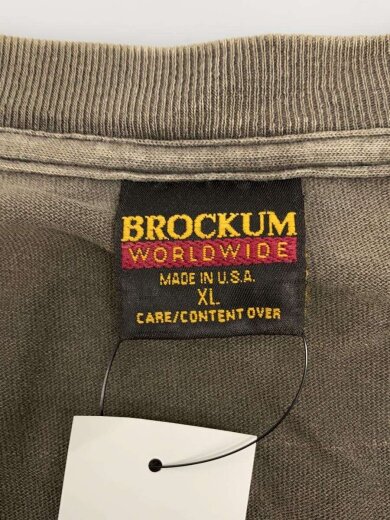 BROCKUM
WORLDWIDE
MADE IN U.S.A.
XL
CARE/CONTENT OVER